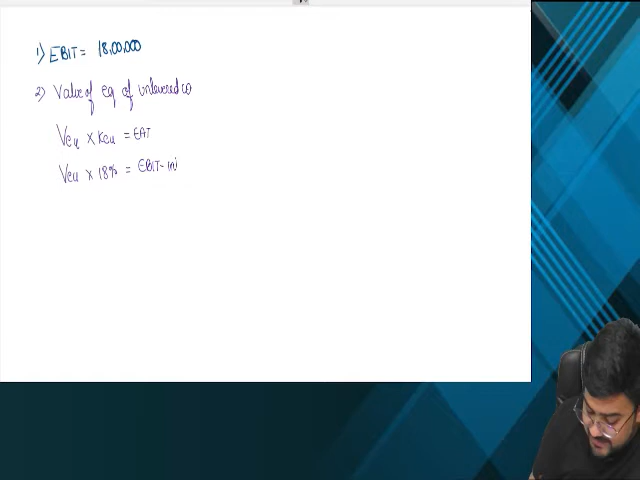 1) EBIT = 18,00,000
2) Value of eq of unlevered co
Veu × Keu = EAT
Veu × 18% = EBIT - Int